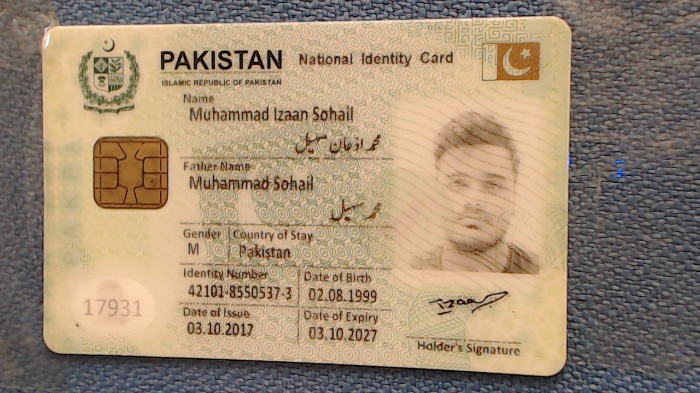 PAKISTAN National Identity Card
ISLAMIC REPUBLIC OF PAKISTAN
Name
Muhammad Izaan Sohail
محمد اذعان سہیل
Father Name
Muhammad Sohail
محمد سہیل
Gender Country of Stay
M Pakistan
Identity Number Date of Birth
42101-8550537-3 02.08.1999
Date of Issue Date of Expiry
03.10.2017 03.10.2027
17931
Izaan
Holder's Signature